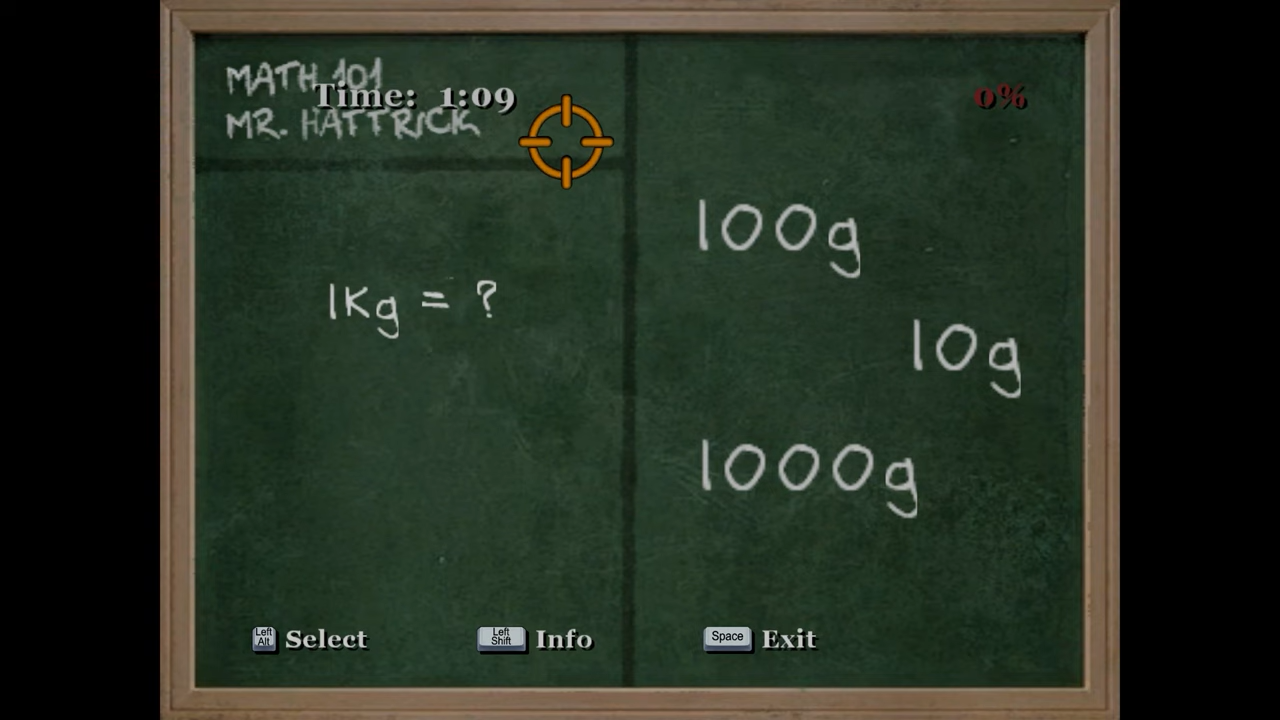 MATH 101
Time: 1:09
0%
MR. HATTRICK
100g
1Kg = ?
10g
1000g
Left Alt Select
Left Shift Info
Space Exit